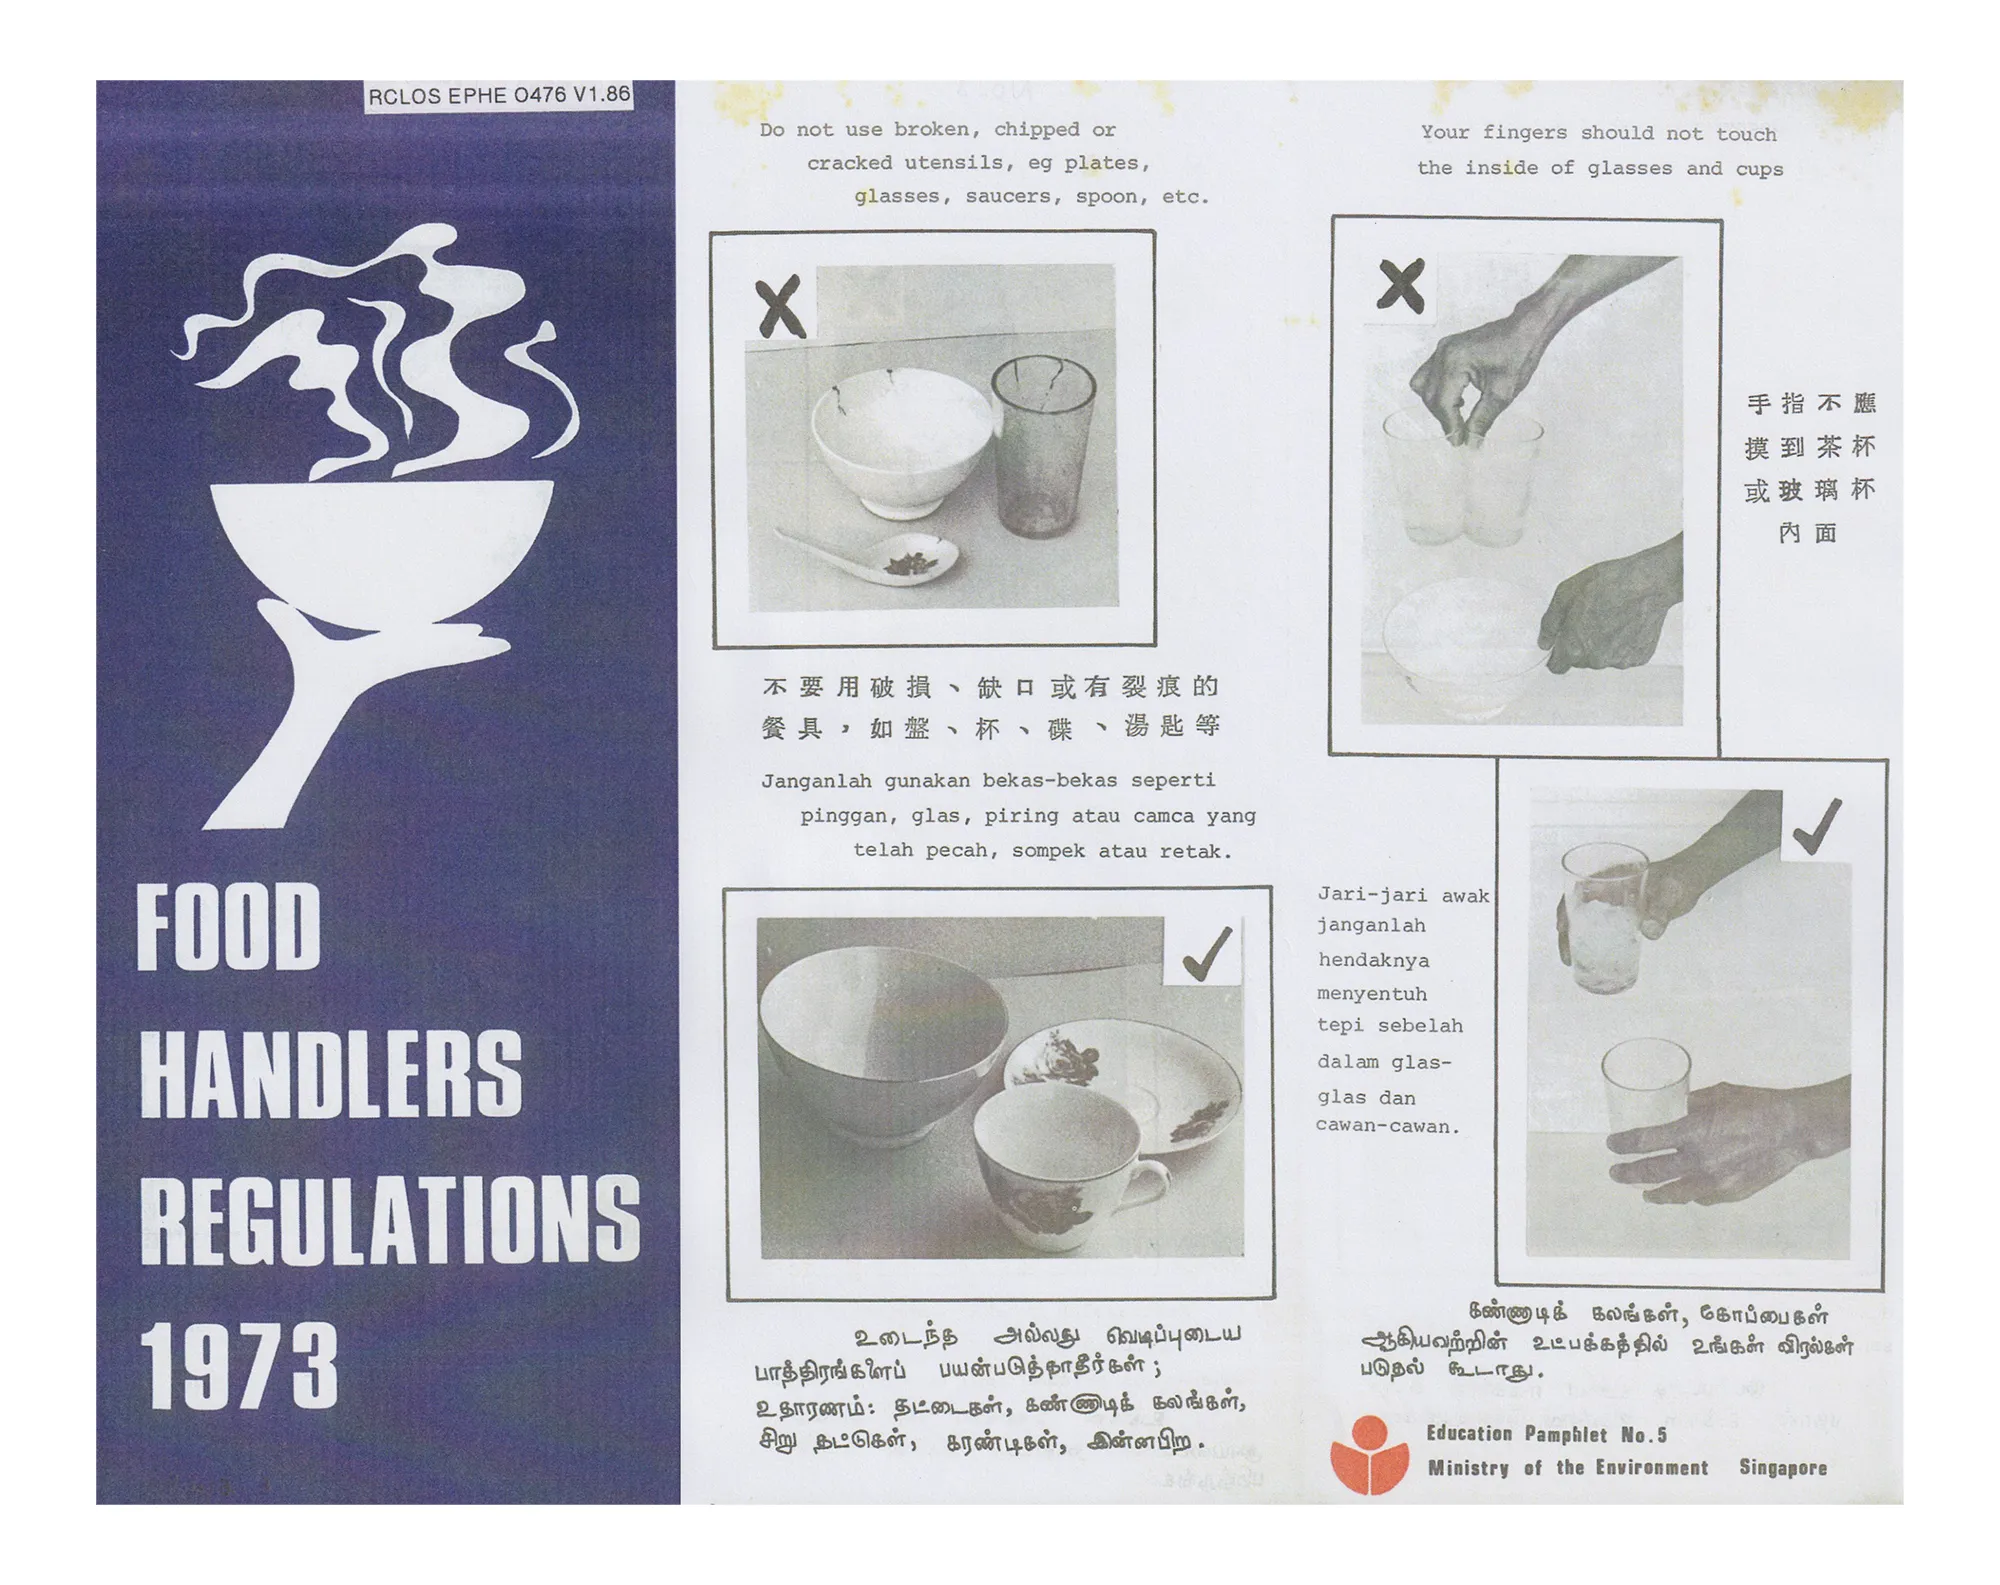 RCLOS EPHE O476 V1.86
FOOD
HANDLERS
REGULATIONS
1973
Do not use broken, chipped or
cracked utensils, eg plates,
glasses, saucers, spoon, etc.
不要用破損、缺口或有裂痕的
餐具，如盤、杯、碟、湯匙等
Janganlah gunakan bekas-bekas seperti
pinggan, glas, piring atau camca yang
telah pecah, sompek atau retak.
உடைந்த அல்லது வெடிப்புடைய
பாத்திரங்களைப் பயன்படுத்தாதீர்கள்;
உதாரணம்: தட்டைகள், கண்ணாடிக் கலங்கள்,
சிறு தட்டுகள், கரண்டிகள், இன்னபிற.
Your fingers should not touch
the inside of glasses and cups
手指不應
摸到茶杯
或玻璃杯
內面
Jari-jari awak
janganlah
hendaknya
menyentuh
tepi sebelah
dalam glas-
glas dan
cawan-cawan.
கண்ணாடிக் கலங்கள், கோப்பைகள்
ஆகியவற்றின் உட்பக்கத்தில் உங்கள் விரல்கள்
படுதல் கூடாது.
Education Pamphlet No.5
Ministry of the Environment Singapore